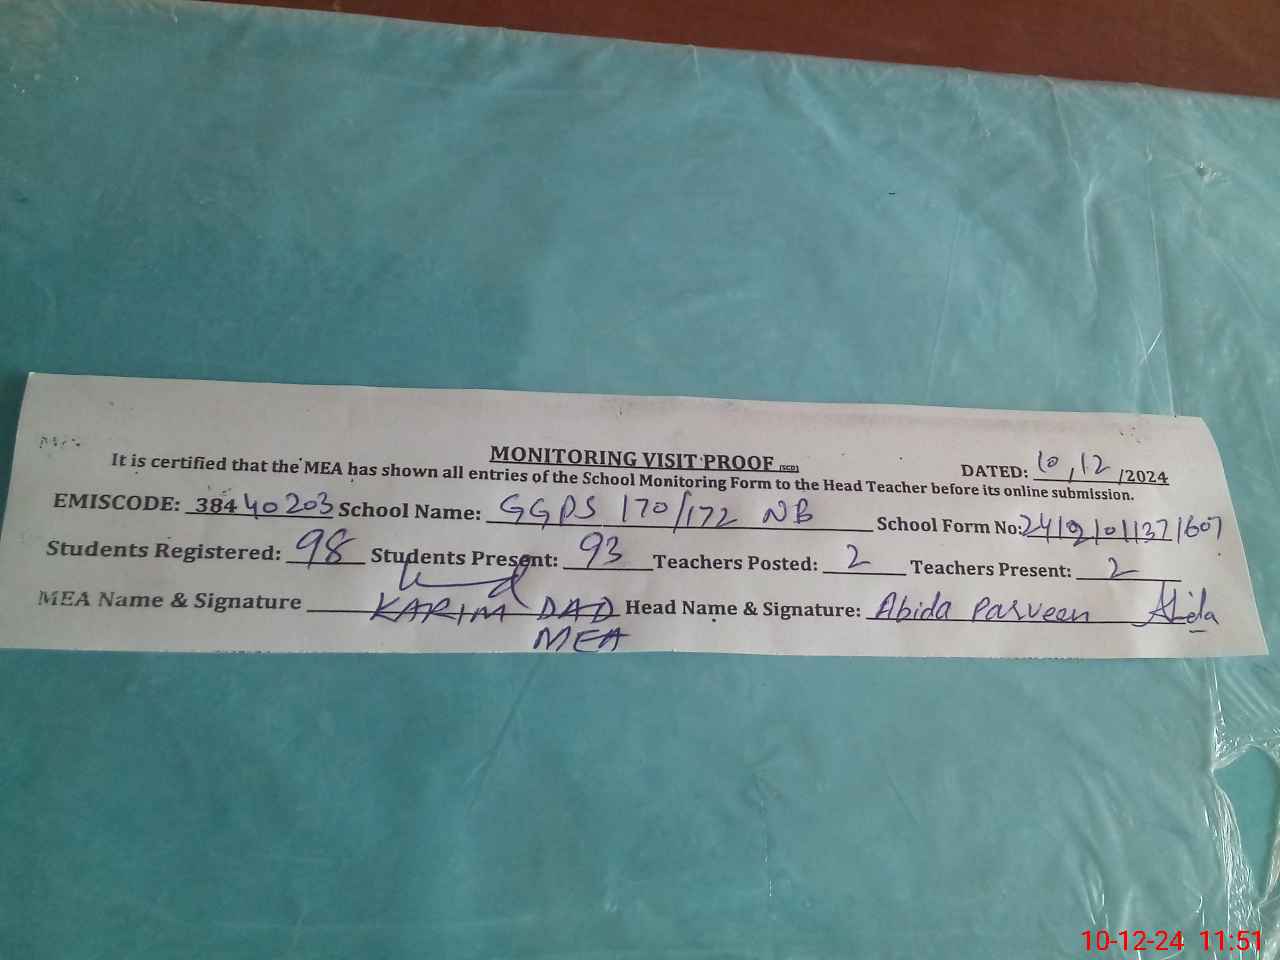 MONITORING VISIT PROOF (SCD) DATED: 10,12/2024
It is certified that the MEA has shown all entries of the School Monitoring Form to the Head Teacher before its online submission.
EMISCODE: 38440203 School Name: GGPS 170/172 NB School Form No:
Students Registered: 98 Students Present: 93 Teachers Posted: 2 Teachers Present: 2
MEA Name & Signature KARIM DAD Head Name & Signature: Abida Parveen Abida
MEA
10-12-24 11:51